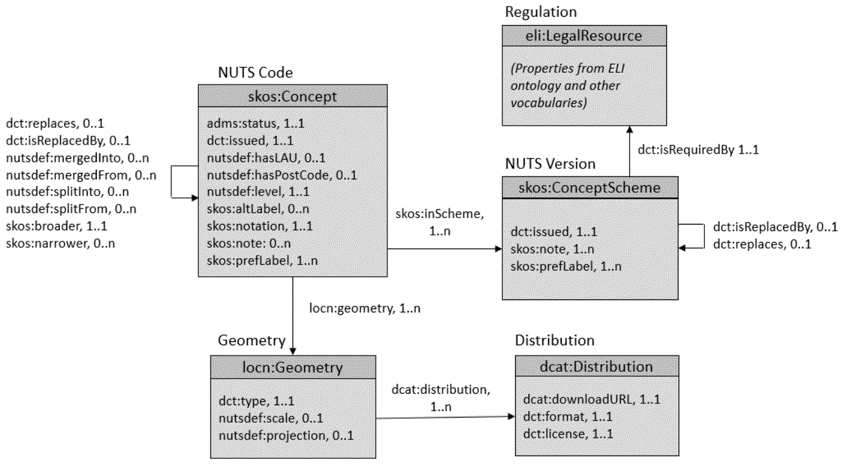 Regulation
eli:LegalResource
(Properties from ELI
ontology and other
vocabularies)
NUTS Code
skos:Concept
adms:status, 1..1
dct:issued, 1..1
nutsdef:hasLAU, 0..1
nutsdef:hasPostCode, 0..1
nutsdef:level, 1..1
skos:altLabel, 0..n
skos:notation, 1..1
skos:note: 0..n
skos:prefLabel, 1..n
dct:replaces, 0..1
dct:isReplacedBy, 0..1
nutsdef:mergedInto, 0..n
nutsdef:mergedFrom, 0..n
nutsdef:splitInto, 0..n
nutsdef:splitFrom, 0..n
skos:broader, 1..1
skos:narrower, 0..n
dct:isRequiredBy 1..1
NUTS Version
skos:ConceptScheme
dct:issued, 1..1
skos:note, 1..n
skos:prefLabel, 1..n
skos:inScheme,
1..n
dct:isReplacedBy, 0..1
dct:replaces, 0..1
locn:geometry, 1..n
Geometry
locn:Geometry
dct:type, 1..1
nutsdef:scale, 0..1
nutsdef:projection, 0..1
dcat:distribution,
1..n
Distribution
dcat:Distribution
dcat:downloadURL, 1..1
dct:format, 1..1
dct:license, 1..1